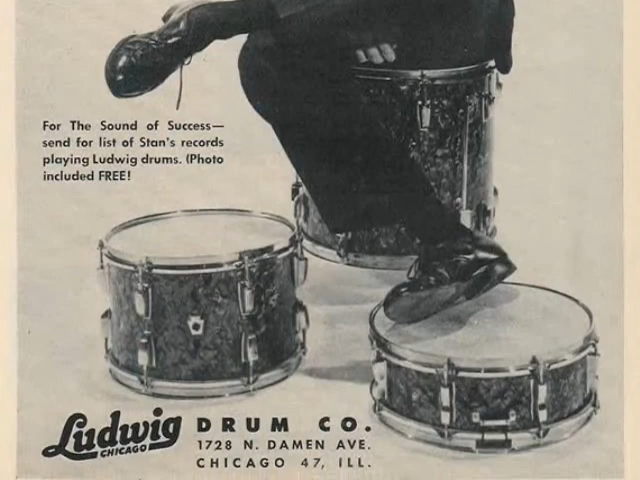 For The Sound of Success—
send for list of Stan's records
playing Ludwig drums. (Photo
included FREE!
Ludwig DRUM CO.
CHICAGO 1728 N. DAMEN AVE.
CHICAGO 47, ILL.